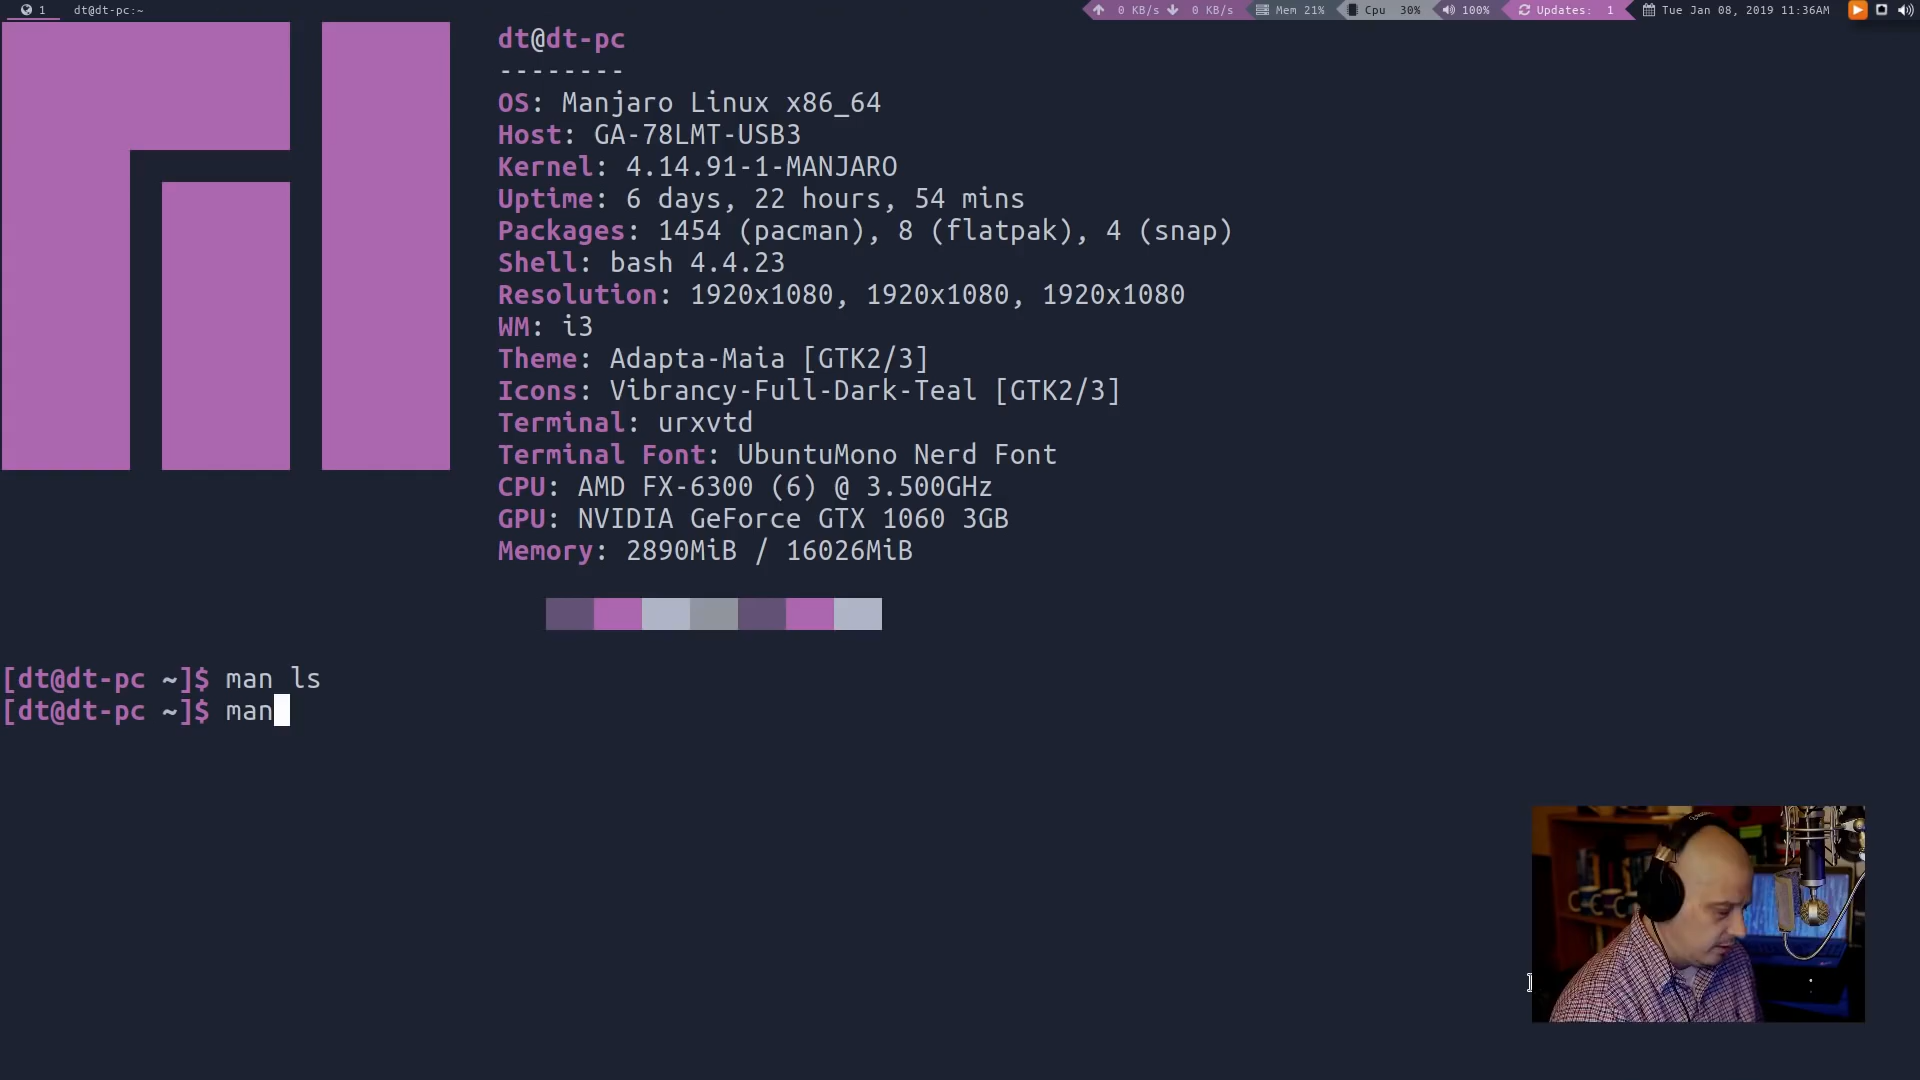 1 dt@dt-pc:~ 0 KB/s 0 KB/s Mem 21% Cpu 30% 100% Updates: 1 Tue Jan 08, 2019 11:36AM
dt@dt-pc
--------
OS: Manjaro Linux x86_64
Host: GA-78LMT-USB3
Kernel: 4.14.91-1-MANJARO
Uptime: 6 days, 22 hours, 54 mins
Packages: 1454 (pacman), 8 (flatpak), 4 (snap)
Shell: bash 4.4.23
Resolution: 1920x1080, 1920x1080, 1920x1080
WM: i3
Theme: Adapta-Maia [GTK2/3]
Icons: Vibrancy-Full-Dark-Teal [GTK2/3]
Terminal: urxvtd
Terminal Font: UbuntuMono Nerd Font
CPU: AMD FX-6300 (6) @ 3.500GHz
GPU: NVIDIA GeForce GTX 1060 3GB
Memory: 2890MiB / 16026MiB
[dt@dt-pc ~]$ man ls
[dt@dt-pc ~]$ man